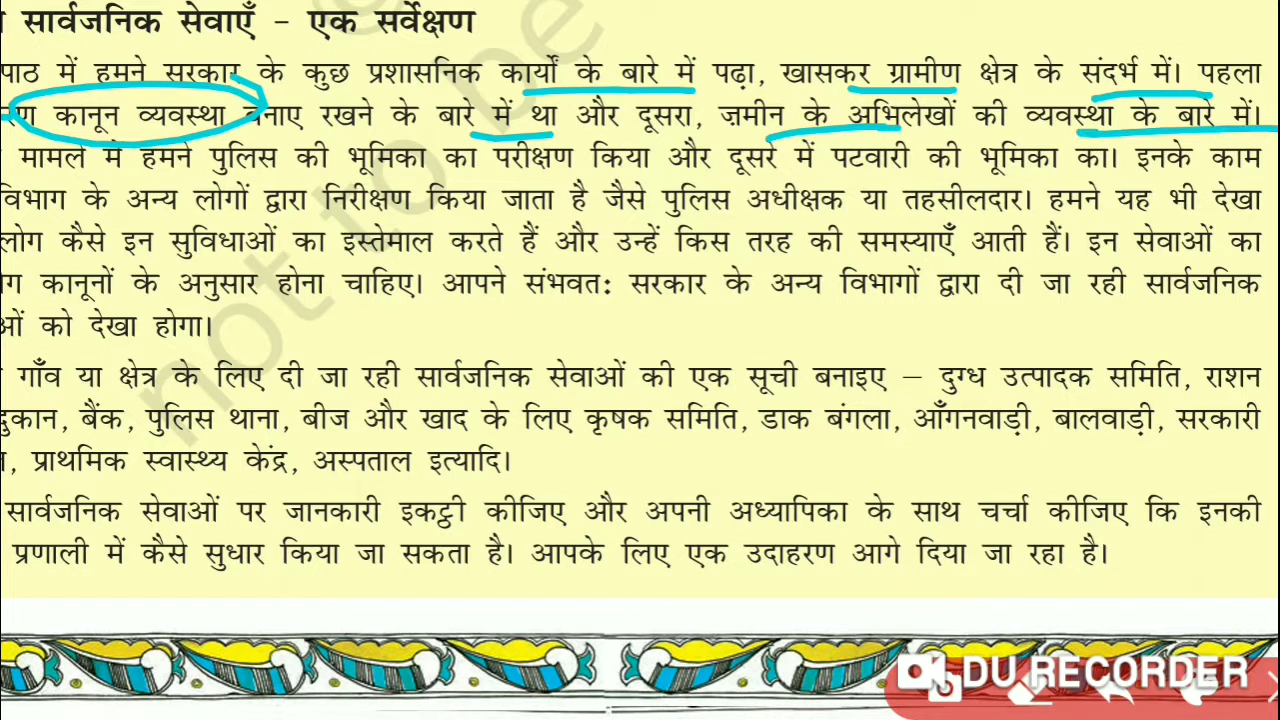 सार्वजनिक सेवाएँ – एक सर्वेक्षण
पाठ में हमने सरकार के कुछ प्रशासनिक कार्यों के बारे में पढ़ा, खासकर ग्रामीण क्षेत्र के संदर्भ में। पहला
कानून व्यवस्था बनाए रखने के बारे में था और दूसरा, ज़मीन के अभिलेखों की व्यवस्था के बारे में।
मामले में हमने पुलिस की भूमिका का परीक्षण किया और दूसरे में पटवारी की भूमिका का। इनके काम
विभाग के अन्य लोगों द्वारा निरीक्षण किया जाता है जैसे पुलिस अधीक्षक या तहसीलदार। हमने यह भी देखा
लोग कैसे इन सुविधाओं का इस्तेमाल करते हैं और उन्हें किस तरह की समस्याएँ आती हैं। इन सेवाओं का
कानूनों के अनुसार होना चाहिए। आपने संभवतः सरकार के अन्य विभागों द्वारा दी जा रही सार्वजनिक
को देखा होगा।
गाँव या क्षेत्र के लिए दी जा रही सार्वजनिक सेवाओं की एक सूची बनाइए – दुग्ध उत्पादक समिति, राशन
दुकान, बैंक, पुलिस थाना, बीज और खाद के लिए कृषक समिति, डाक बंगला, आँगनवाड़ी, बालवाड़ी, सरकारी
प्राथमिक स्वास्थ्य केंद्र, अस्पताल इत्यादि।
सार्वजनिक सेवाओं पर जानकारी इकट्ठी कीजिए और अपनी अध्यापिका के साथ चर्चा कीजिए कि इनकी
प्रणाली में कैसे सुधार किया जा सकता है। आपके लिए एक उदाहरण आगे दिया जा रहा है।
not to be
DU RECORDER